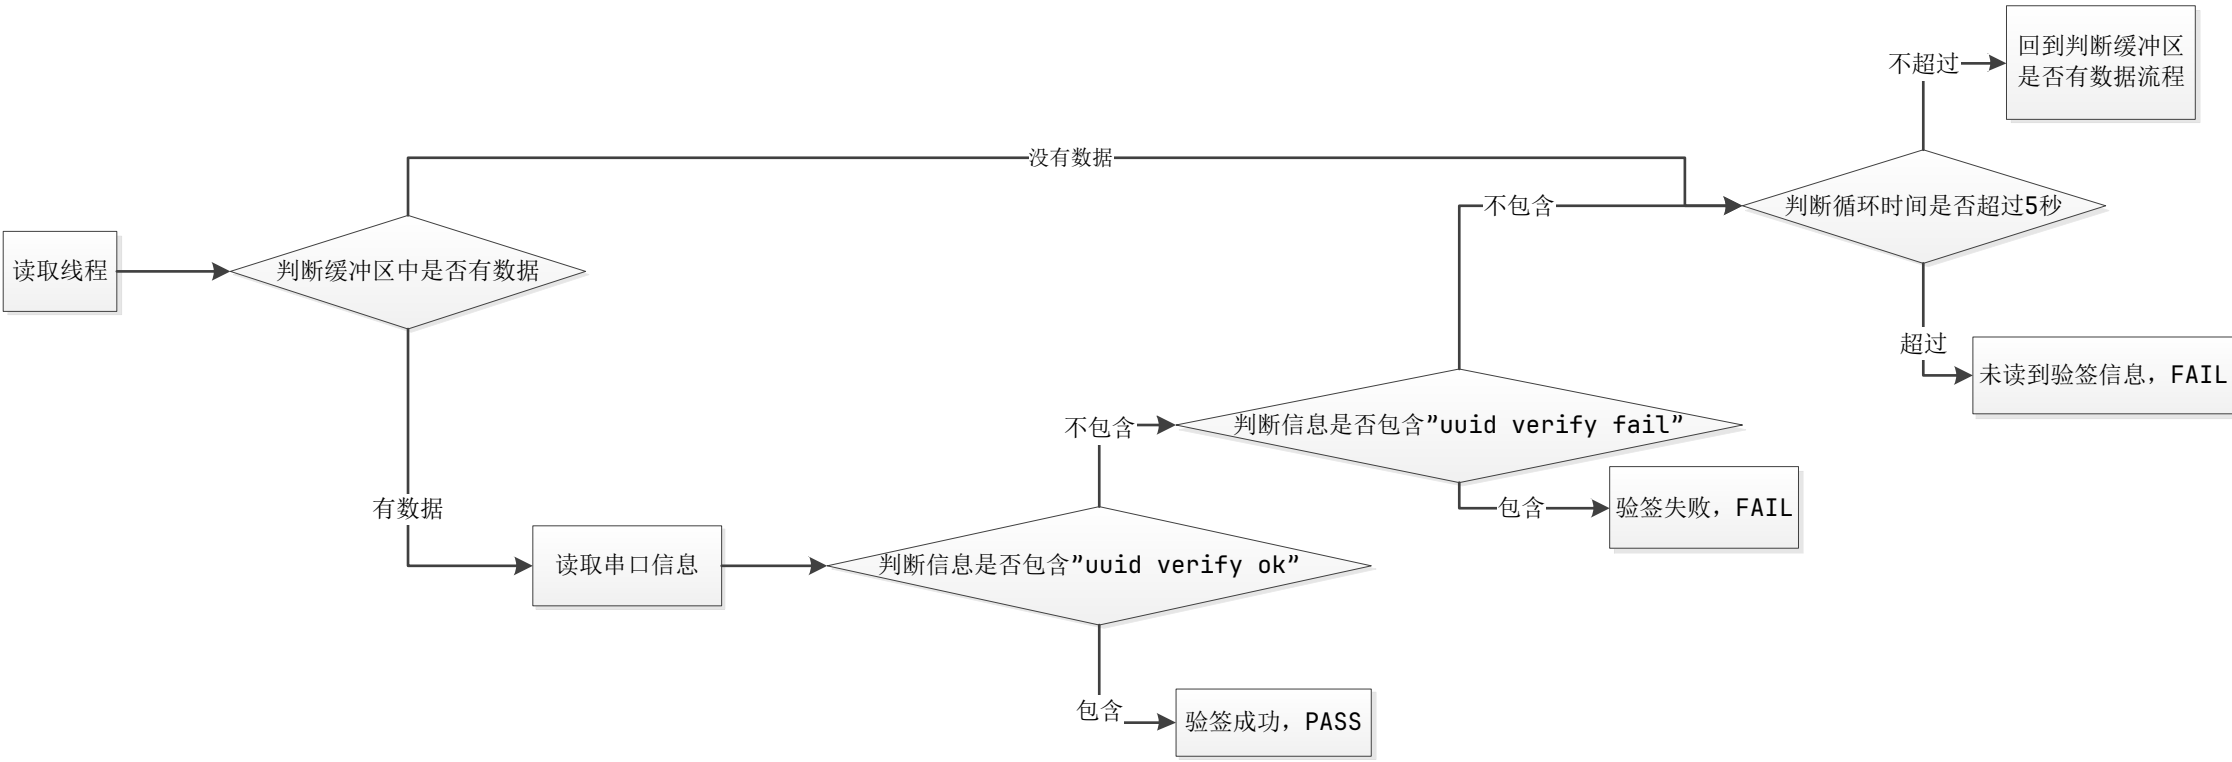 读取线程
判断缓冲区中是否有数据
没有数据
有数据
读取串口信息
判断信息是否包含”uuid verify ok”
包含
验签成功，PASS
不包含
判断信息是否包含”uuid verify fail”
包含
验签失败，FAIL
不包含
判断循环时间是否超过5秒
不超过
回到判断缓冲区
是否有数据流程
超过
未读到验签信息，FAIL